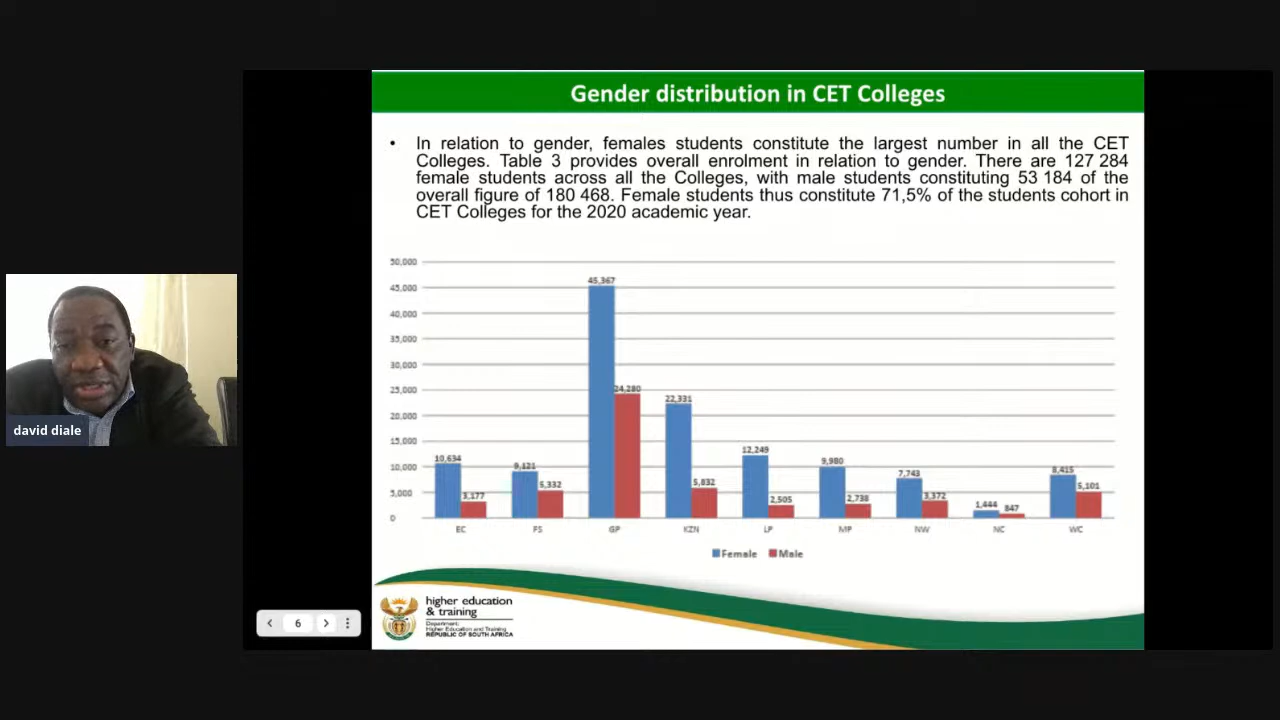 Gender distribution in CET Colleges
• In relation to gender, females students constitute the largest number in all the CET
Colleges. Table 3 provides overall enrolment in relation to gender. There are 127 284
female students across all the Colleges, with male students constituting 53 184 of the
overall figure of 180 468. Female students thus constitute 71,5% of the students cohort in
CET Colleges for the 2020 academic year.
50,000
45,000
40,000
35,000
30,000
25,000
20,000
15,000
10,000
5,000
0
10,634
3,177
9,121
5,332
45,367
24,280
22,331
5,832
12,249
2,505
9,980
2,738
7,743
3,372
1,444
847
8,415
5,101
EC FS GP KZN LP MP NW NC WC
Female Male
david diale
higher education
& training
Department:
Higher Education and Training
REPUBLIC OF SOUTH AFRICA
6